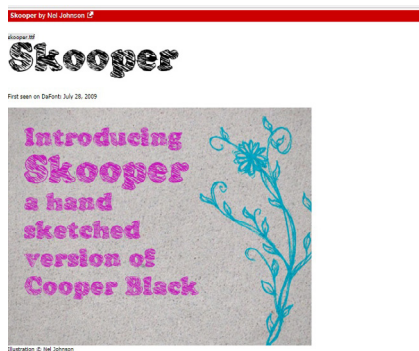 Skooper by Nel Johnson
skooper.ttf
Skooper
First seen on DaFont: July 28, 2009
Introducing
Skooper
a hand
sketched
version of
Cooper Black
Illustration © Nel Johnson